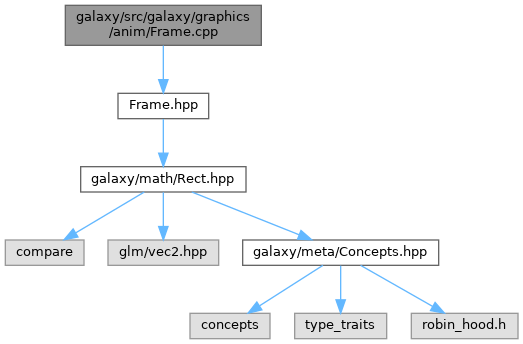 galaxy/src/galaxy/graphics
/anim/Frame.cpp
Frame.hpp
galaxy/math/Rect.hpp
compare
glm/vec2.hpp
galaxy/meta/Concepts.hpp
concepts
type_traits
robin_hood.h